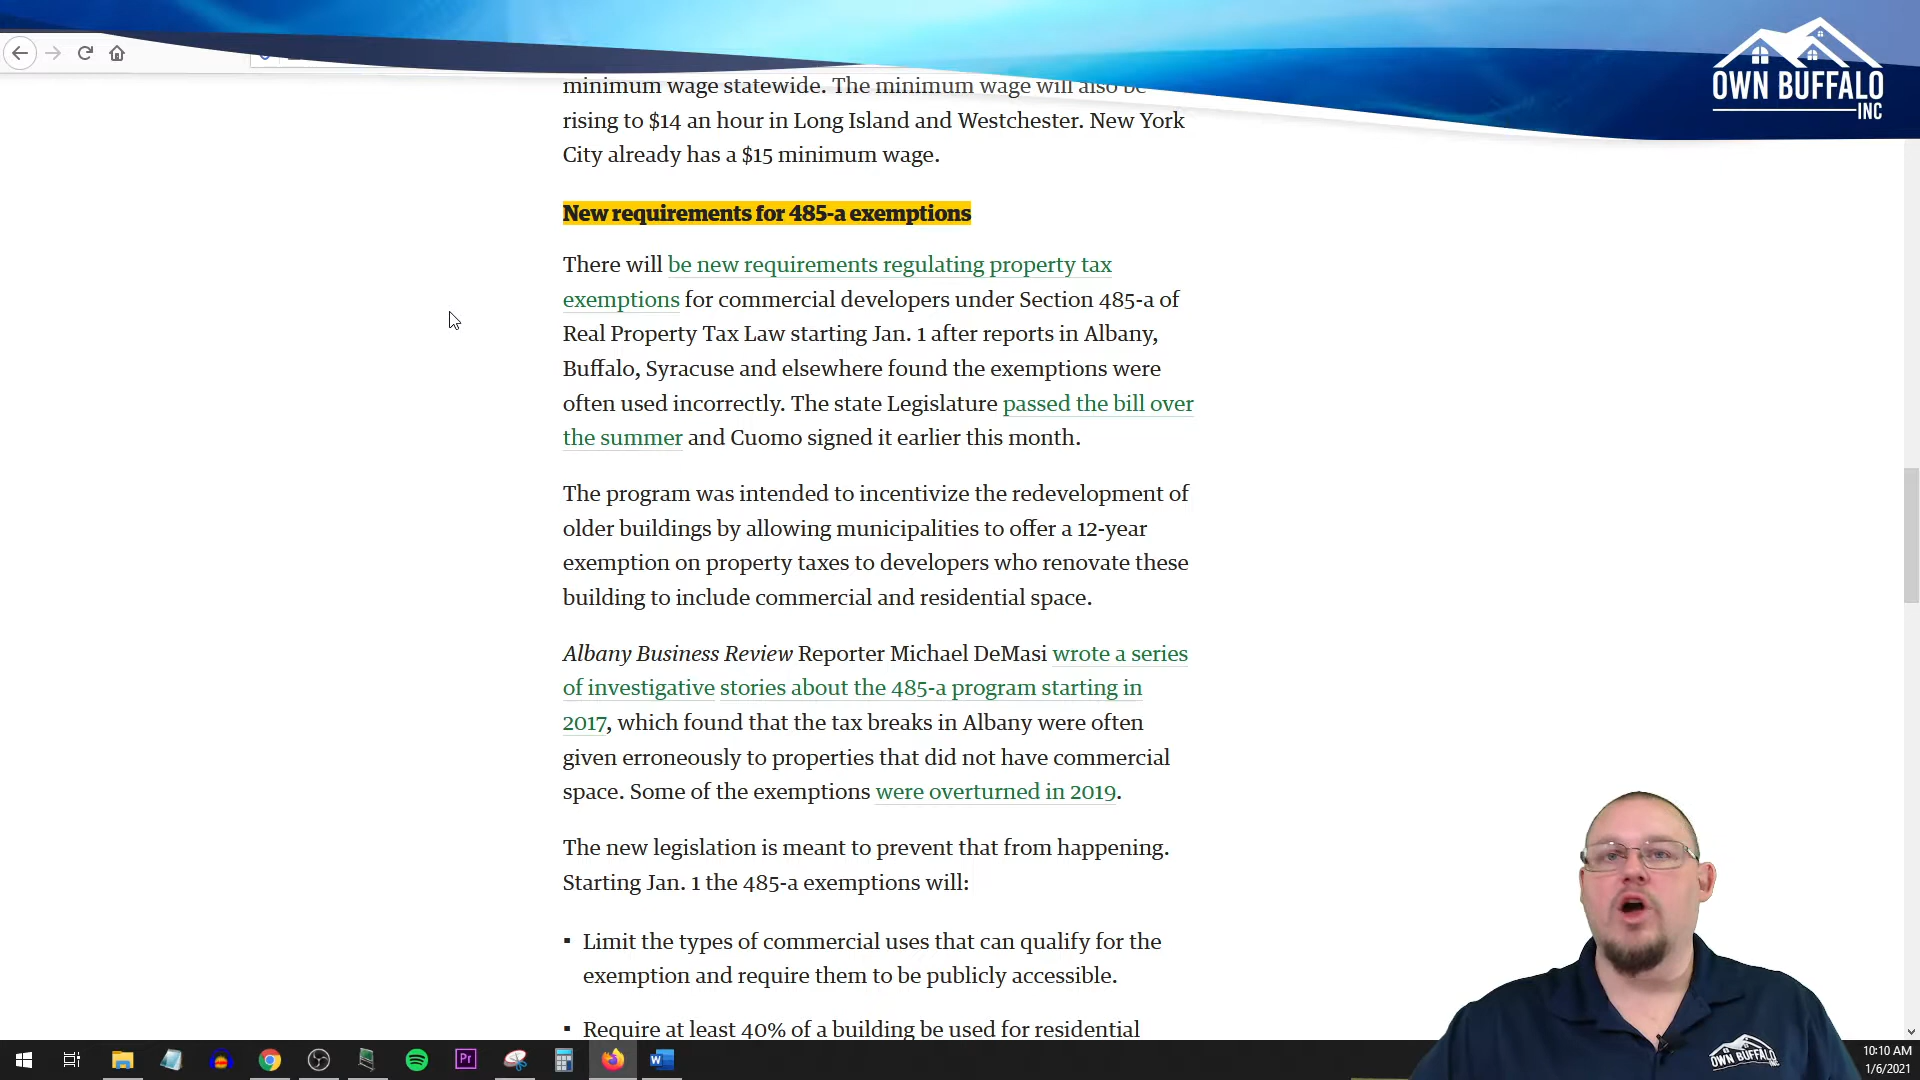 OWN BUFFALO
INC
minimum wage statewide. The minimum wage will also be
rising to $14 an hour in Long Island and Westchester. New York
City already has a $15 minimum wage.
New requirements for 485-a exemptions
There will be new requirements regulating property tax
exemptions for commercial developers under Section 485-a of
Real Property Tax Law starting Jan. 1 after reports in Albany,
Buffalo, Syracuse and elsewhere found the exemptions were
often used incorrectly. The state Legislature passed the bill over
the summer and Cuomo signed it earlier this month.
The program was intended to incentivize the redevelopment of
older buildings by allowing municipalities to offer a 12-year
exemption on property taxes to developers who renovate these
building to include commercial and residential space.
Albany Business Review Reporter Michael DeMasi wrote a series
of investigative stories about the 485-a program starting in
2017, which found that the tax breaks in Albany were often
given erroneously to properties that did not have commercial
space. Some of the exemptions were overturned in 2019.
The new legislation is meant to prevent that from happening.
Starting Jan. 1 the 485-a exemptions will:
▪ Limit the types of commercial uses that can qualify for the
exemption and require them to be publicly accessible.
▪ Require at least 40% of a building be used for residential
OWN BUFFALO
INC
Pr
W
10:10 AM
1/6/2021